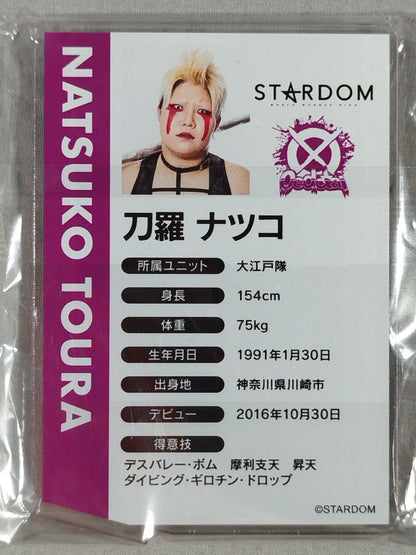 NATSUKO TOURA
STARDOM
WORLD WONDER RING
刀羅 ナツコ
所属ユニット 大江戸隊
身長 154cm
体重 75kg
生年月日 1991年1月30日
出身地 神奈川県川崎市
デビュー 2016年10月30日
得意技
デスバレー・ボム 摩利支天 昇天
ダイビング・ギロチン・ドロップ
©STARDOM